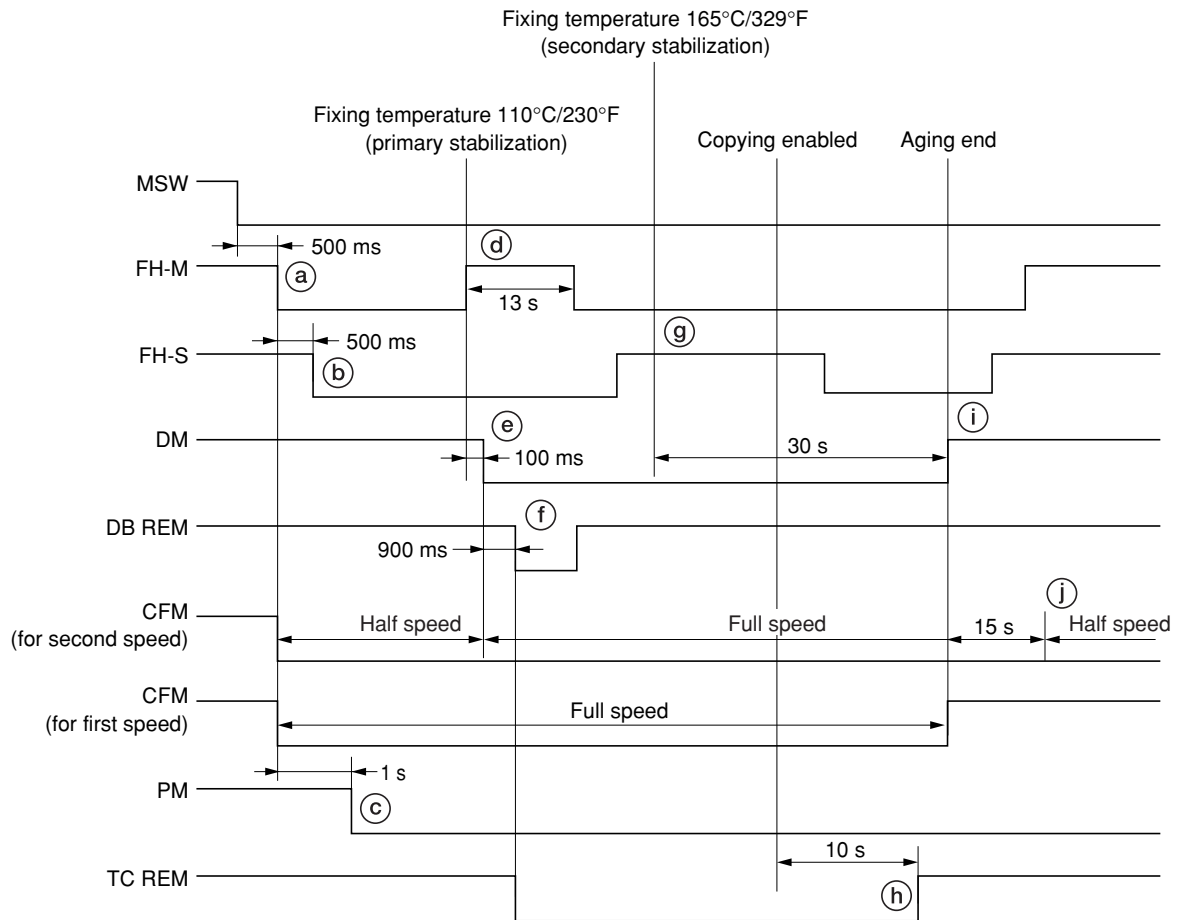 Fixing temperature 165°C/329°F
(secondary stabilization)
Fixing temperature 110°C/230°F
(primary stabilization)
Copying enabled
Aging end
MSW
500 ms
d
FH-M
a
13 s
500 ms
g
FH-S
b
e
i
DM
100 ms
30 s
f
DB REM
900 ms
j
CFM
(for second speed)
Half speed
Full speed
15 s
Half speed
CFM
(for first speed)
Full speed
1 s
PM
c
10 s
TC REM
h